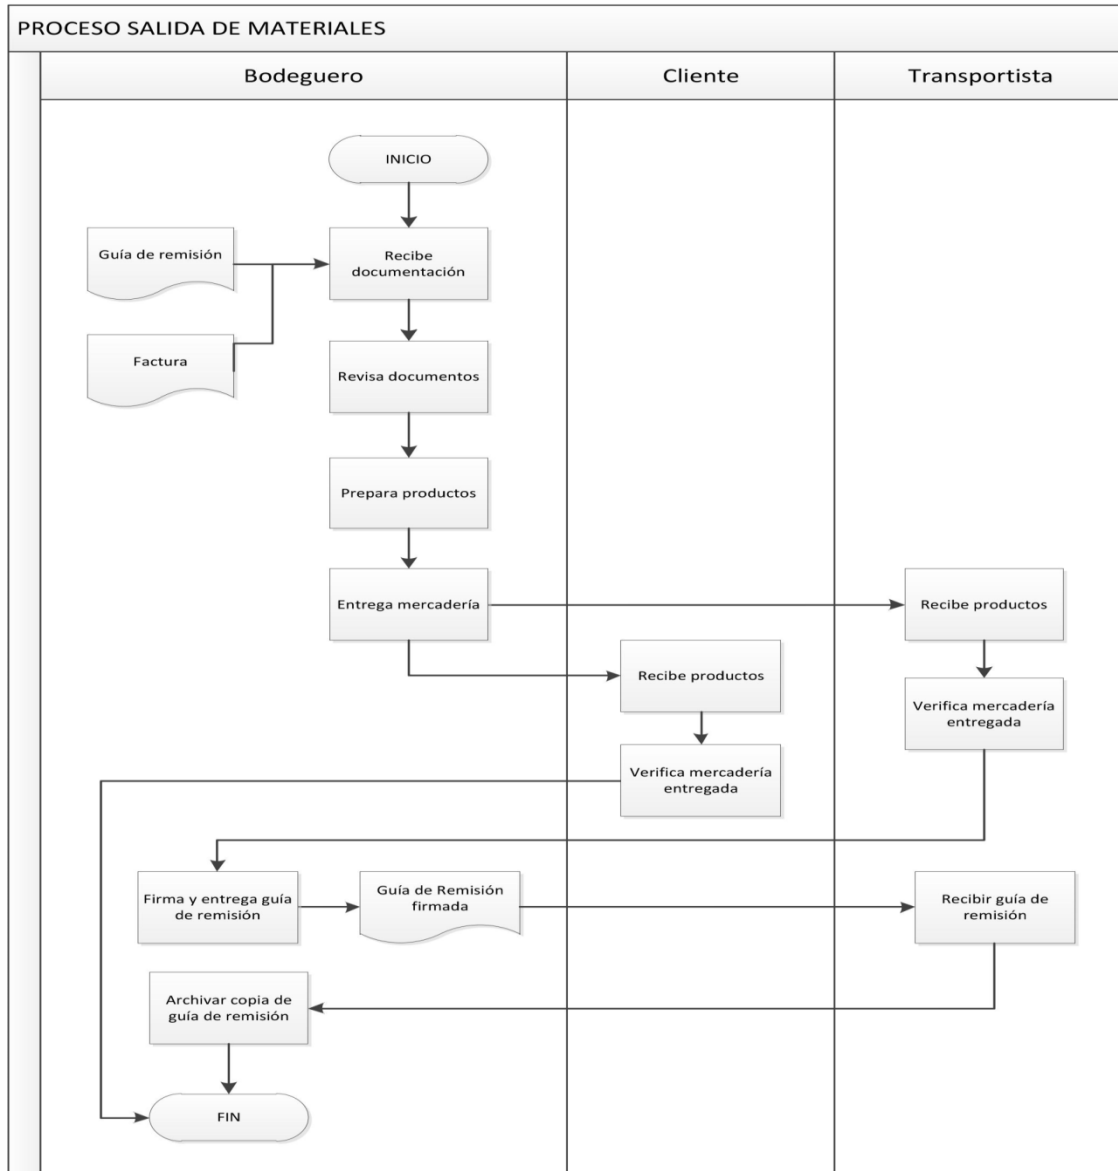 PROCESO SALIDA DE MATERIALES
Bodeguero
Cliente
Transportista
INICIO
Guía de remisión
Recibe
documentación
Factura
Revisa documentos
Prepara productos
Entrega mercadería
Recibe productos
Recibe productos
Verifica mercadería
entregada
Verifica mercadería
entregada
Firma y entrega guía
de remisión
Guía de Remisión
firmada
Recibir guía de
remisión
Archivar copia de
guía de remisión
FIN